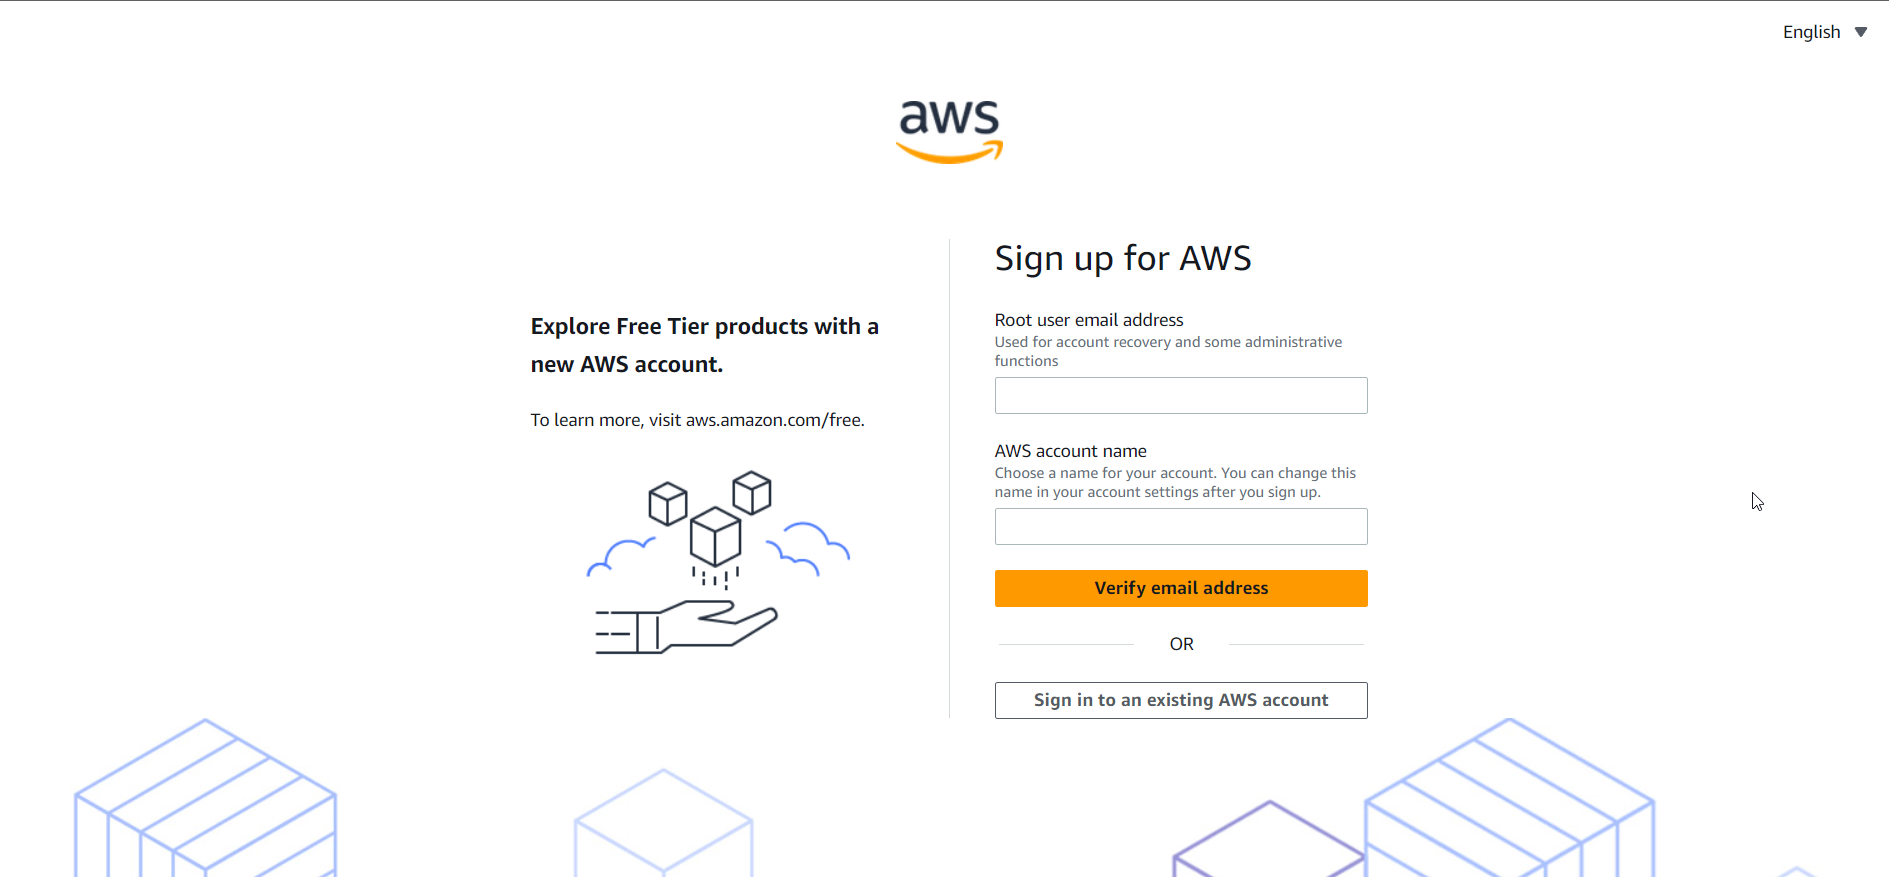 English
aws
Explore Free Tier products with a
new AWS account.
To learn more, visit aws.amazon.com/free.
Sign up for AWS
Root user email address
Used for account recovery and some administrative
functions
AWS account name
Choose a name for your account. You can change this
name in your account settings after you sign up.
Verify email address
OR
Sign in to an existing AWS account